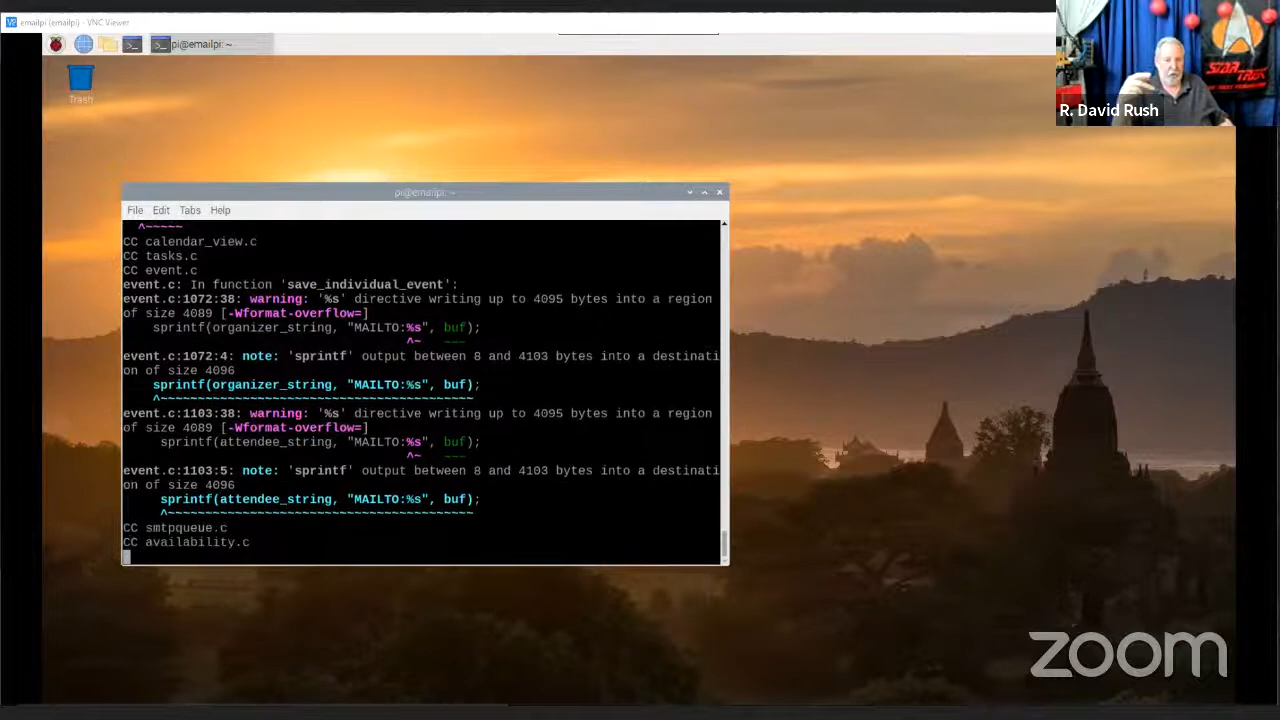 emailpi (emailpi) - VNC Viewer
pi@emailpi: ~
Trash
STAR TREK
R. David Rush
pi@emailpi: ~
File Edit Tabs Help
^~~~~~
CC calendar_view.c
CC tasks.c
CC event.c
event.c: In function 'save_individual_event':
event.c:1072:38: warning: '%s' directive writing up to 4095 bytes into a region
of size 4089 [-Wformat-overflow=]
sprintf(organizer_string, "MAILTO:%s", buf);
^~ ~~~
event.c:1072:4: note: 'sprintf' output between 8 and 4103 bytes into a destinati
on of size 4096
sprintf(organizer_string, "MAILTO:%s", buf);
^~~~~~~~~~~~~~~~~~~~~~~~~~~~~~~~~~~~~~~~~~~
event.c:1103:38: warning: '%s' directive writing up to 4095 bytes into a region
of size 4089 [-Wformat-overflow=]
sprintf(attendee_string, "MAILTO:%s", buf);
^~ ~~~
event.c:1103:5: note: 'sprintf' output between 8 and 4103 bytes into a destinati
on of size 4096
sprintf(attendee_string, "MAILTO:%s", buf);
^~~~~~~~~~~~~~~~~~~~~~~~~~~~~~~~~~~~~~~~~~
CC smtpqueue.c
CC availability.c
zoom